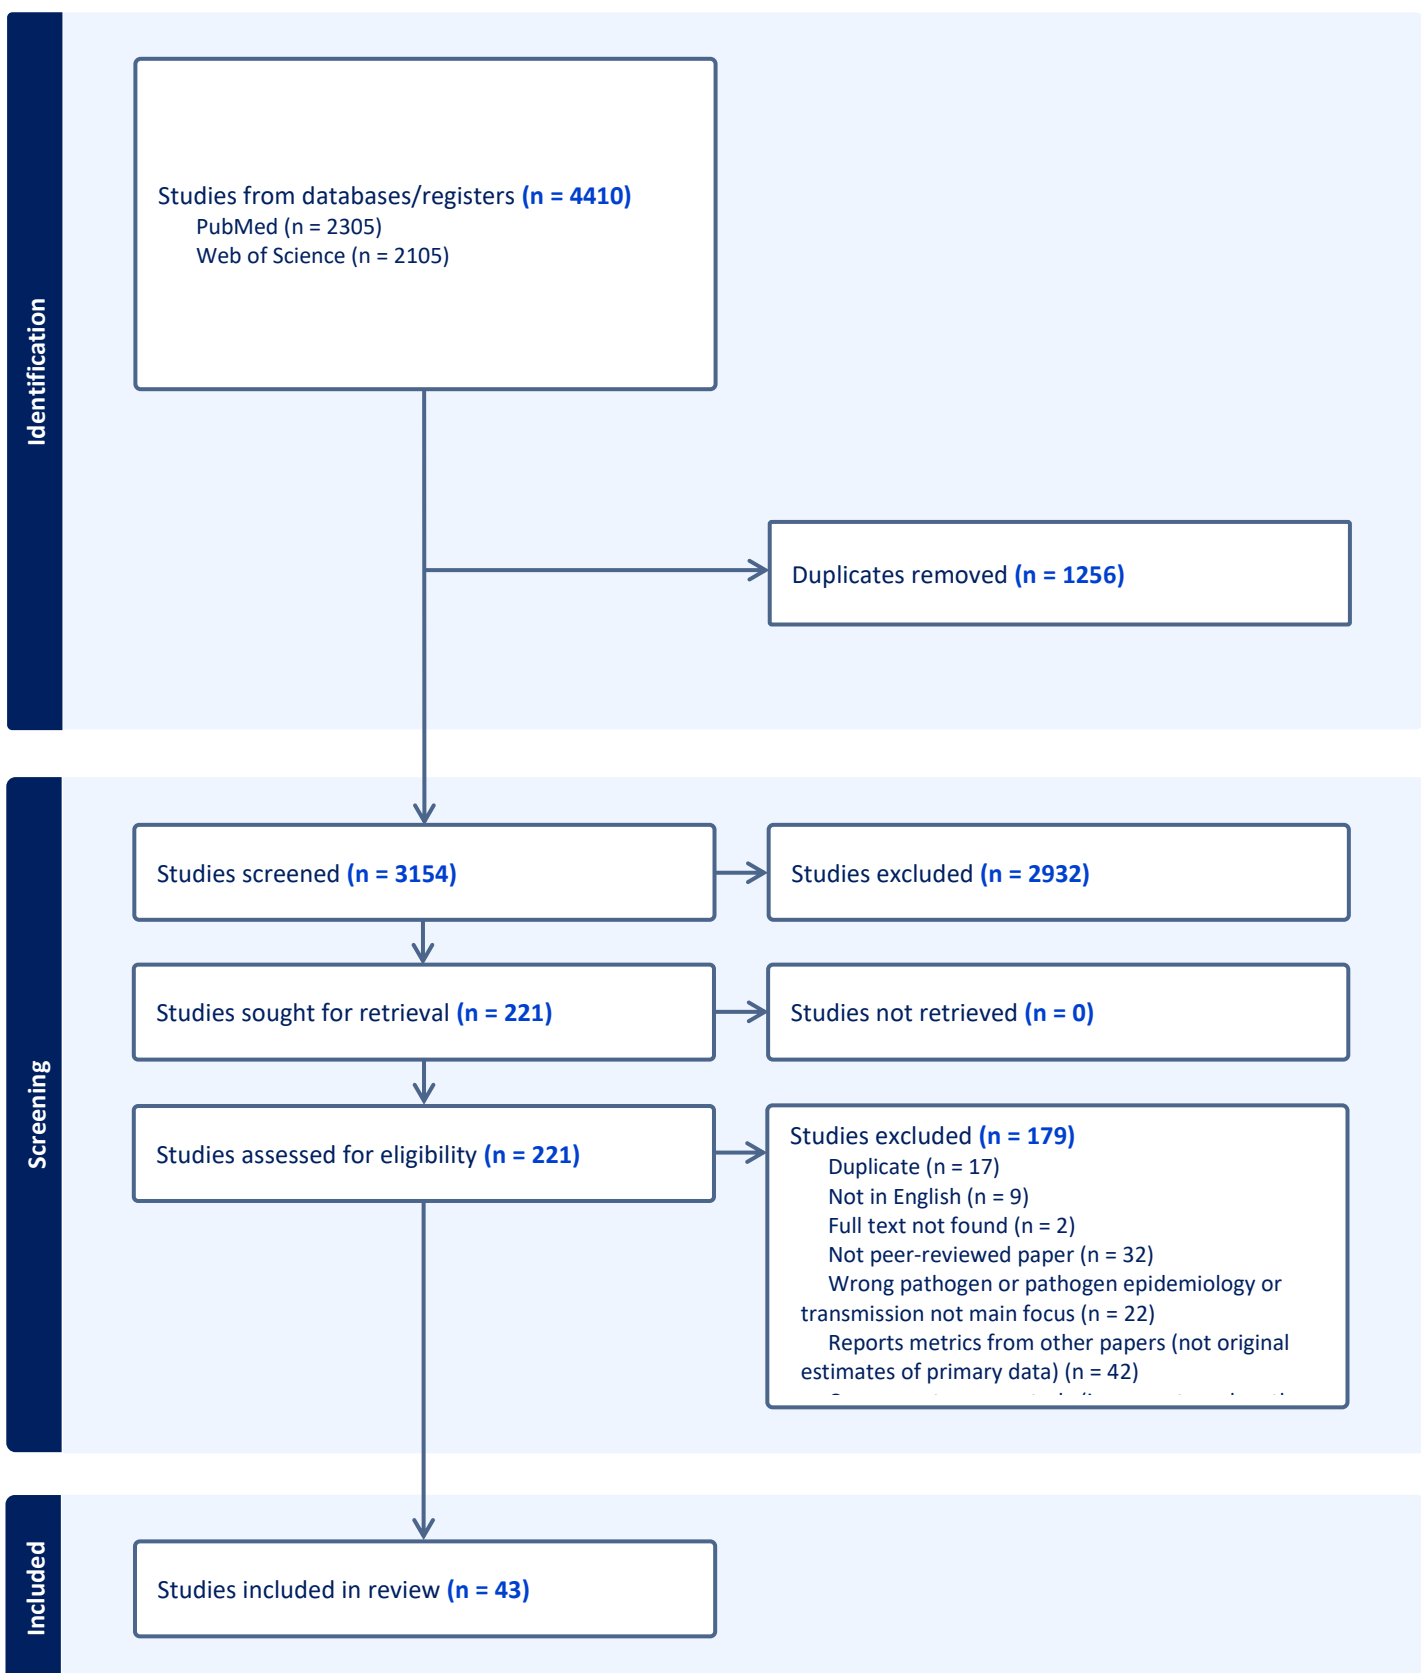 Identification
Studies from databases/registers (n = 4410)
PubMed (n = 2305)
Web of Science (n = 2105)
Duplicates removed (n = 1256)
Screening
Studies screened (n = 3154)
Studies excluded (n = 2932)
Studies sought for retrieval (n = 221)
Studies not retrieved (n = 0)
Studies assessed for eligibility (n = 221)
Studies excluded (n = 179)
Duplicate (n = 17)
Not in English (n = 9)
Full text not found (n = 2)
Not peer-reviewed paper (n = 32)
Wrong pathogen or pathogen epidemiology or
transmission not main focus (n = 22)
Reports metrics from other papers (not original
estimates of primary data) (n = 42)
Included
Studies included in review (n = 43)